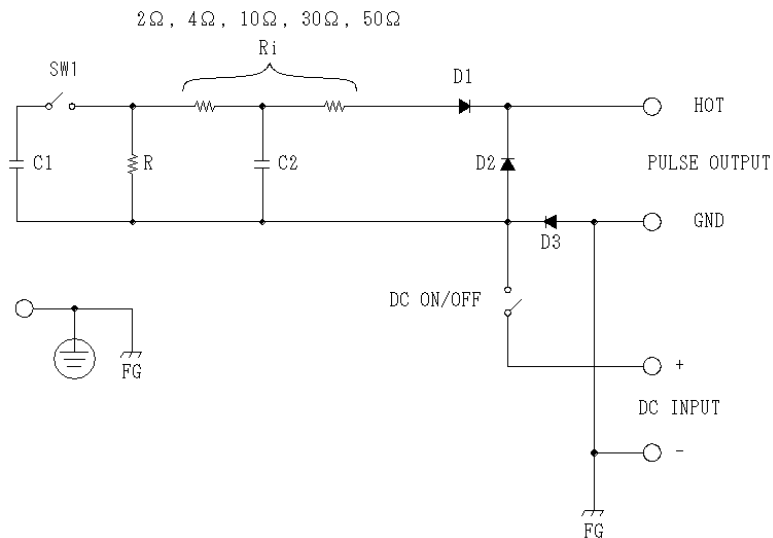 2Ω, 4Ω, 10Ω, 30Ω, 50Ω
Ri
SW1
D1
HOT
C1
R
C2
D2
PULSE OUTPUT
GND
D3
DC ON/OFF
+
FG
DC INPUT
-
FG